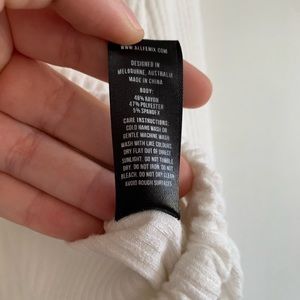 WWW.ALLFENIX.COM
DESIGNED IN
MELBOURNE, AUSTRALIA
MADE IN CHINA
BODY:
48% RAYON
47% POLYESTER
5% SPANDEX
CARE INSTRUCTIONS:
COLD HAND WASH OR
GENTLE MACHINE WASH
WASH WITH LIKE COLOURS
DRY FLAT OUT OF DIRECT
SUNLIGHT. DO NOT TUMBLE
DRY. DO NOT IRON. DO NOT
BLEACH. DO NOT DRY CLEAN
AVOID ROUGH SURFACES